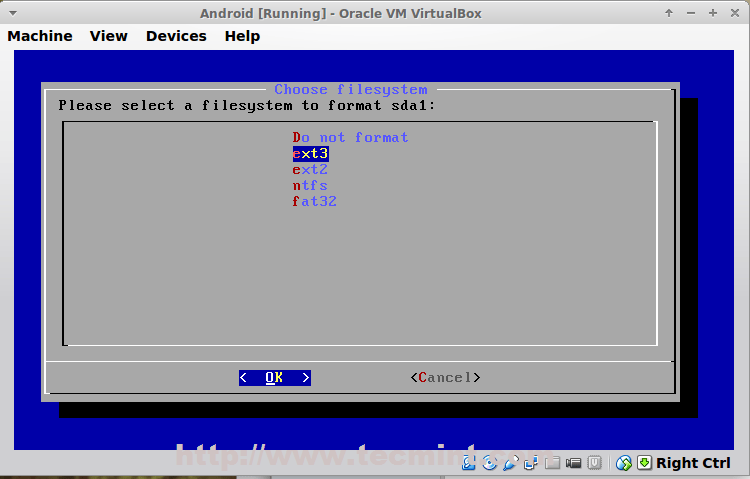 Android [Running] - Oracle VM VirtualBox
Machine View Devices Help
Choose filesystem
Please select a filesystem to format sda1:
Do not format
ext3
ext2
ntfs
fat32
< OK > <Cancel>
http://www.tecmint.
Right Ctrl